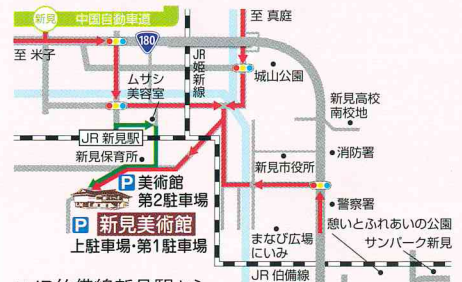 新見
中国自動車道
至 真庭
180
至 米子
JR
姫新線
城山公園
ムサシ
美容室
新見高校
南校地
JR 新見駅
新見保育所
消防署
新見市役所
P 美術館
第2駐車場
警察署
P 新見美術館
上駐車場・第1駐車場
憩いとふれあいの公園
サンパーク新見
まなび広場
にいみ
JR 伯備線